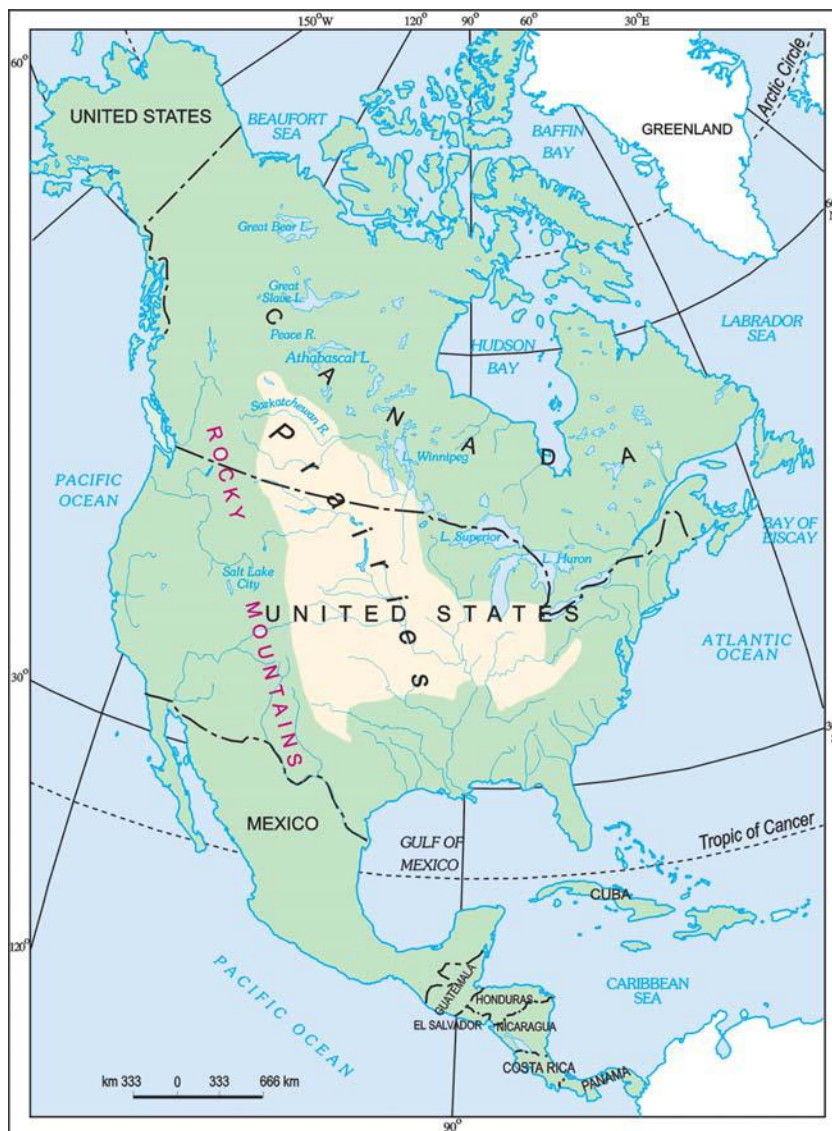 150°W
120°
90°
60°
30°E
60°
UNITED STATES
BEAUFORT
SEA
BAFFIN
BAY
GREENLAND
Arctic Circle
Great Bear L.
60
N
Great
Slave L.
C A N A D A
Peace R.
Athabascal L.
HUDSON
BAY
LABRADOR
SEA
Saskatchewan R.
Prairies
L.
Winnipeg
ROCKY
MOUNTAINS
PACIFIC
OCEAN
L. Superior
L. Huron
BAY OF
BISCAY
Salt Lake
City
UNITED STATES
ATLANTIC
OCEAN
30°
MEXICO
GULF OF
MEXICO
Tropic of Cancer
CUBA
120°
PACIFIC OCEAN
GUATEMALA
HONDURAS
EL SALVADOR
NICARAGUA
CARIBBEAN
SEA
COSTA RICA
PANAMA
km 333 0 333 666 km
90°